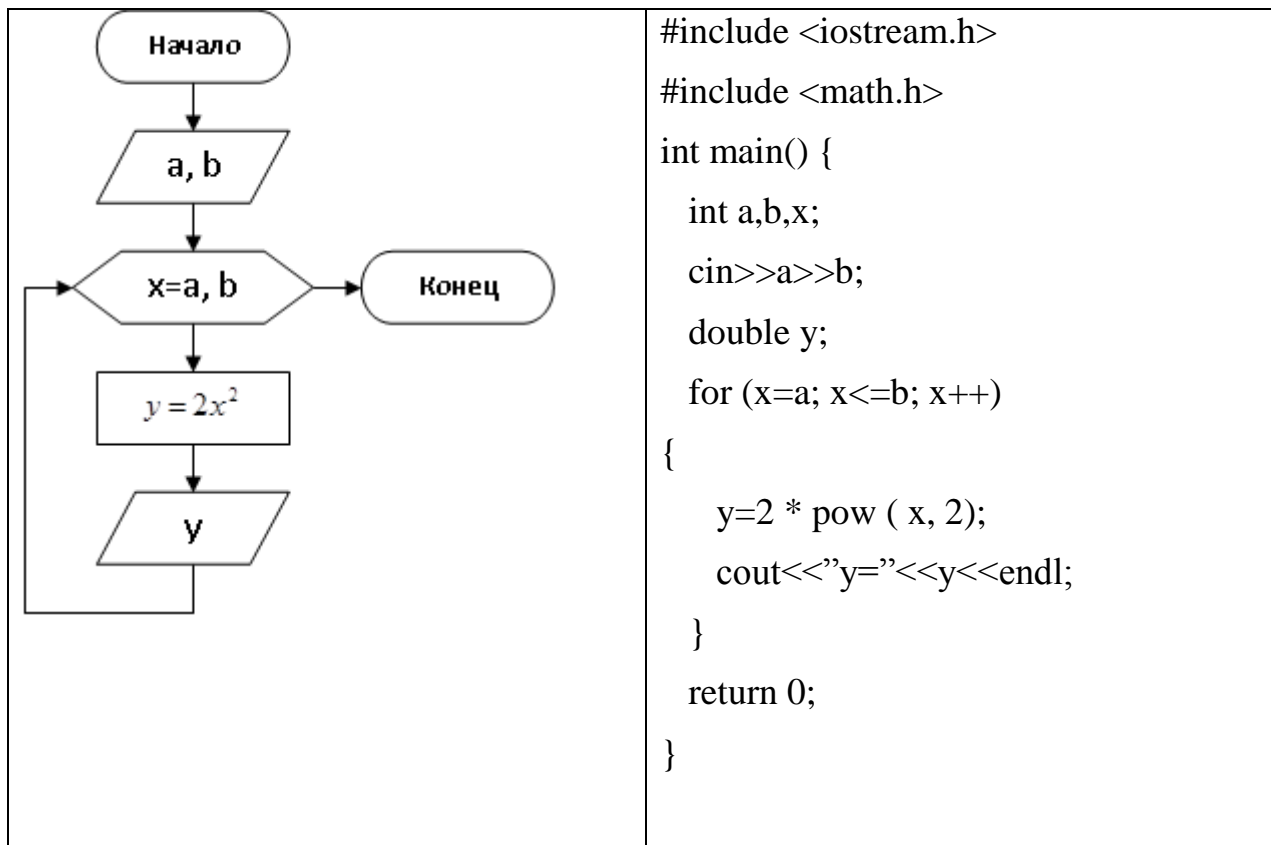 Начало
a, b
x=a, b
Конец
y = 2x²
y
#include <iostream.h>
#include <math.h>
int main() {
int a,b,x;
cin>>a>>b;
double y;
for (x=a; x<=b; x++)
{
y=2 * pow ( x, 2);
cout<<”y=”<<y<<endl;
}
return 0;
}